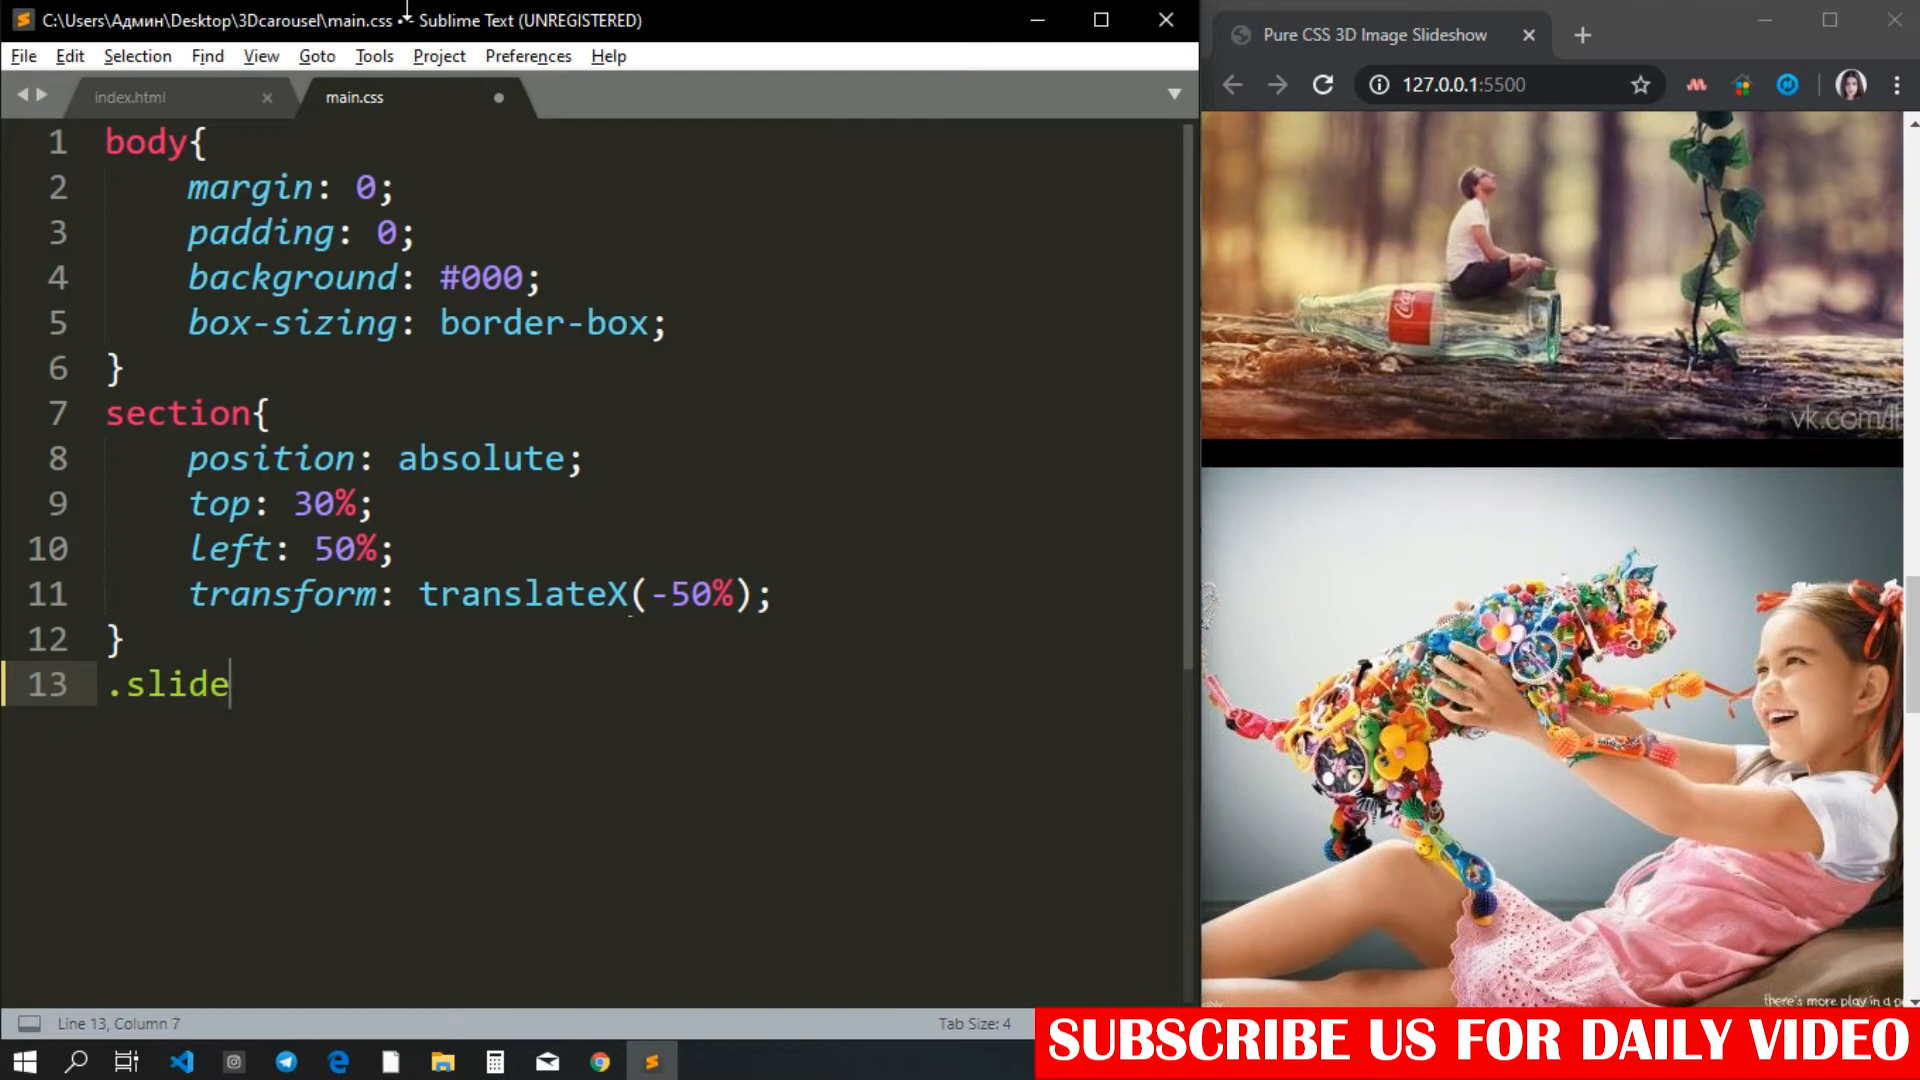 C:\Users\Админ\Desktop\3Dcarousel\main.css • - Sublime Text (UNREGISTERED)
File Edit Selection Find View Goto Tools Project Preferences Help
index.html
main.css
1 body{
2 margin: 0;
3 padding: 0;
4 background: #000;
5 box-sizing: border-box;
6 }
7 section{
8 position: absolute;
9 top: 30%;
10 left: 50%;
11 transform: translateX(-50%);
12 }
13 .slide
Line 13, Column 7
Tab Size: 4
Pure CSS 3D Image Slideshow
127.0.0.1:5500
vk.com/
there's more play in a
SUBSCRIBE US FOR DAILY VIDEO